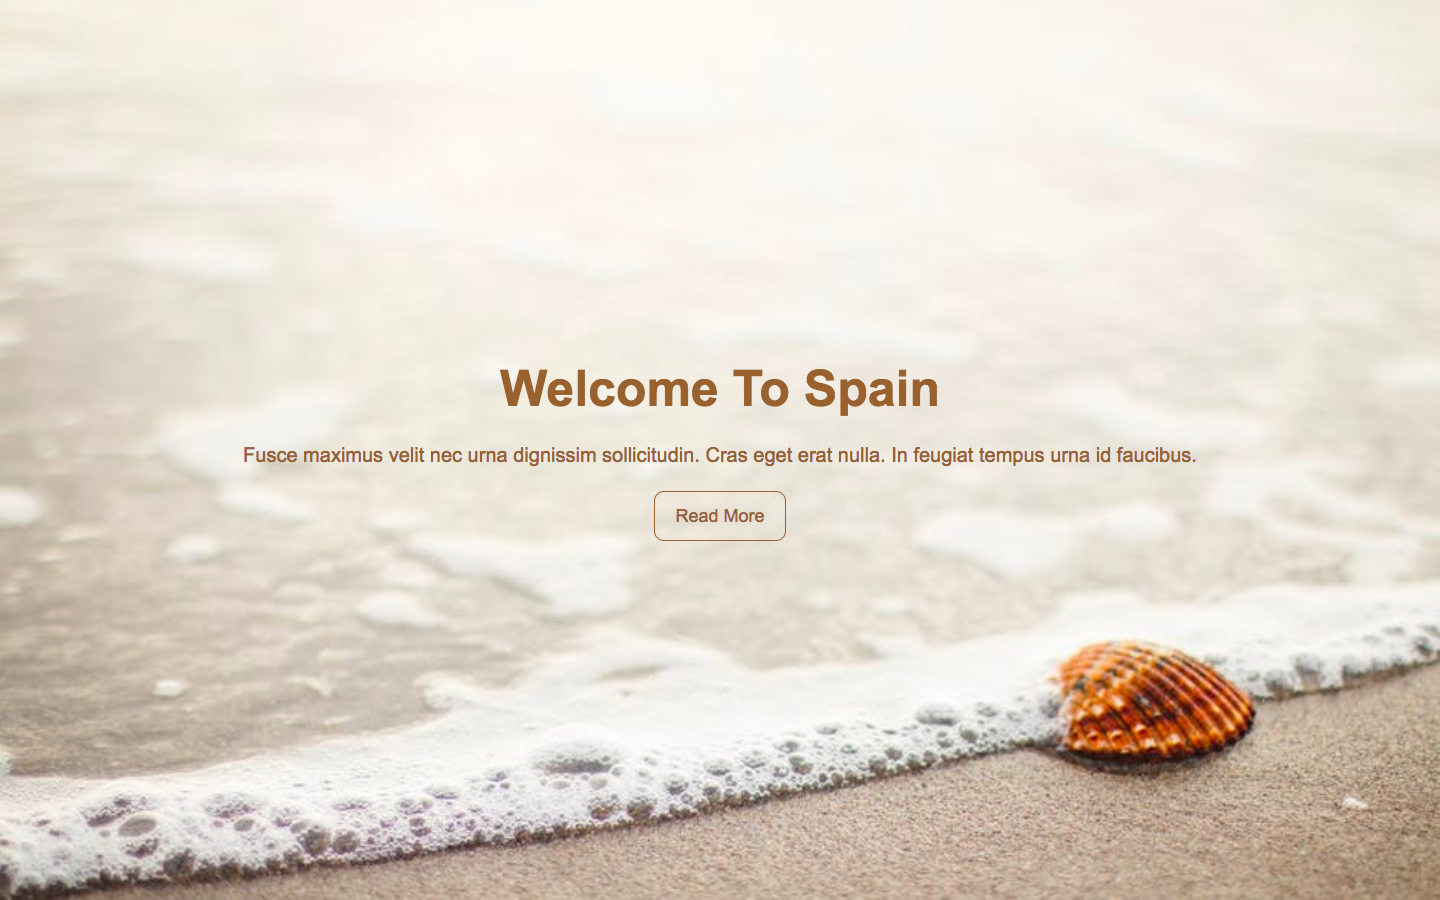 Welcome To Spain
Fusce maximus velit nec urna dignissim sollicitudin. Cras eget erat nulla. In feugiat tempus urna id faucibus.
Read More